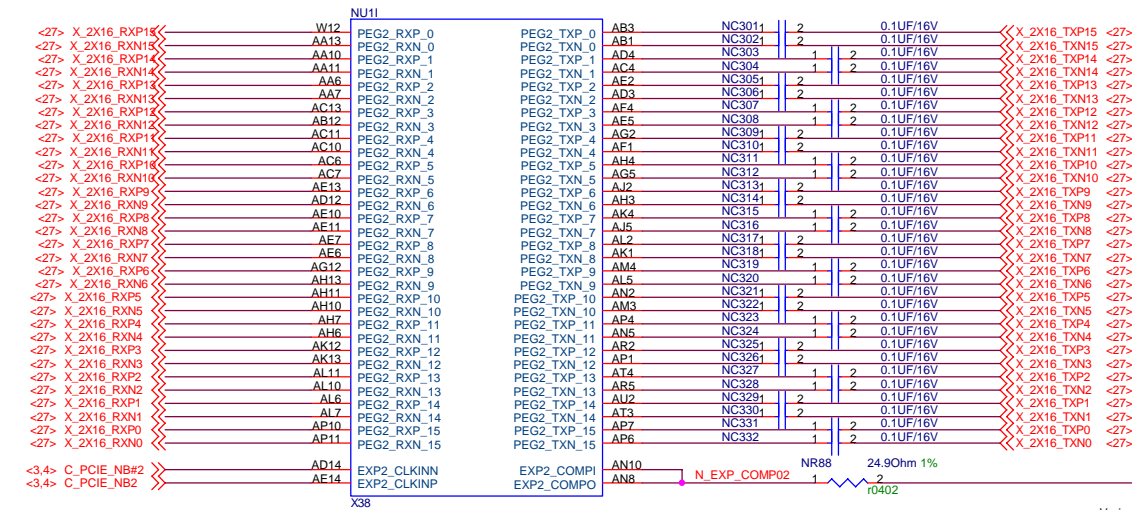 NU1I
<27> X_2X16_RXP15 W12 PEG2_RXP_0 PEG2_TXP_0 AB3 NC301 1 2 0.1UF/16V X_2X16_TXP15 <27>
<27> X_2X16_RXN15 AA13 PEG2_RXN_0 PEG2_TXN_0 AB1 NC302 1 2 0.1UF/16V X_2X16_TXN15 <27>
<27> X_2X16_RXP14 AA10 PEG2_RXP_1 PEG2_TXP_1 AD4 NC303 1 2 0.1UF/16V X_2X16_TXP14 <27>
<27> X_2X16_RXN14 AA11 PEG2_RXN_1 PEG2_TXN_1 AC4 NC304 1 2 0.1UF/16V X_2X16_TXN14 <27>
<27> X_2X16_RXP13 AA6 PEG2_RXP_2 PEG2_TXP_2 AE2 NC305 1 2 0.1UF/16V X_2X16_TXP13 <27>
<27> X_2X16_RXN13 AA7 PEG2_RXN_2 PEG2_TXN_2 AD3 NC306 1 2 0.1UF/16V X_2X16_TXN13 <27>
<27> X_2X16_RXP12 AC13 PEG2_RXP_3 PEG2_TXP_3 AF4 NC307 1 2 0.1UF/16V X_2X16_TXP12 <27>
<27> X_2X16_RXN12 AB12 PEG2_RXN_3 PEG2_TXN_3 AE5 NC308 1 2 0.1UF/16V X_2X16_TXN12 <27>
<27> X_2X16_RXP11 AC11 PEG2_RXP_4 PEG2_TXP_4 AG2 NC309 1 2 0.1UF/16V X_2X16_TXP11 <27>
<27> X_2X16_RXN11 AC10 PEG2_RXN_4 PEG2_TXN_4 AF1 NC310 1 2 0.1UF/16V X_2X16_TXN11 <27>
<27> X_2X16_RXP10 AC6 PEG2_RXP_5 PEG2_TXP_5 AH4 NC311 1 2 0.1UF/16V X_2X16_TXP10 <27>
<27> X_2X16_RXN10 AC7 PEG2_RXN_5 PEG2_TXN_5 AG5 NC312 1 2 0.1UF/16V X_2X16_TXN10 <27>
<27> X_2X16_RXP9 AE13 PEG2_RXP_6 PEG2_TXP_6 AJ2 NC313 1 2 0.1UF/16V X_2X16_TXP9 <27>
<27> X_2X16_RXN9 AD12 PEG2_RXN_6 PEG2_TXN_6 AH3 NC314 1 2 0.1UF/16V X_2X16_TXN9 <27>
<27> X_2X16_RXP8 AE10 PEG2_RXP_7 PEG2_TXP_7 AK4 NC315 1 2 0.1UF/16V X_2X16_TXP8 <27>
<27> X_2X16_RXN8 AE11 PEG2_RXN_7 PEG2_TXN_7 AJ5 NC316 1 2 0.1UF/16V X_2X16_TXN8 <27>
<27> X_2X16_RXP7 AE7 PEG2_RXP_8 PEG2_TXP_8 AL2 NC317 1 2 0.1UF/16V X_2X16_TXP7 <27>
<27> X_2X16_RXN7 AE6 PEG2_RXN_8 PEG2_TXN_8 AK1 NC318 1 2 0.1UF/16V X_2X16_TXN7 <27>
<27> X_2X16_RXP6 AG12 PEG2_RXP_9 PEG2_TXP_9 AM4 NC319 1 2 0.1UF/16V X_2X16_TXP6 <27>
<27> X_2X16_RXN6 AH13 PEG2_RXN_9 PEG2_TXN_9 AL5 NC320 1 2 0.1UF/16V X_2X16_TXN6 <27>
<27> X_2X16_RXP5 AH11 PEG2_RXP_10 PEG2_TXP_10 AN2 NC321 1 2 0.1UF/16V X_2X16_TXP5 <27>
<27> X_2X16_RXN5 AH10 PEG2_RXN_10 PEG2_TXN_10 AM3 NC322 1 2 0.1UF/16V X_2X16_TXN5 <27>
<27> X_2X16_RXP4 AH7 PEG2_RXP_11 PEG2_TXP_11 AP4 NC323 1 2 0.1UF/16V X_2X16_TXP4 <27>
<27> X_2X16_RXN4 AH6 PEG2_RXN_11 PEG2_TXN_11 AN5 NC324 1 2 0.1UF/16V X_2X16_TXN4 <27>
<27> X_2X16_RXP3 AK12 PEG2_RXP_12 PEG2_TXP_12 AR2 NC325 1 2 0.1UF/16V X_2X16_TXP3 <27>
<27> X_2X16_RXN3 AK13 PEG2_RXN_12 PEG2_TXN_12 AP1 NC326 1 2 0.1UF/16V X_2X16_TXN3 <27>
<27> X_2X16_RXP2 AL11 PEG2_RXP_13 PEG2_TXP_13 AT4 NC327 1 2 0.1UF/16V X_2X16_TXP2 <27>
<27> X_2X16_RXN2 AL10 PEG2_RXN_13 PEG2_TXN_13 AR5 NC328 1 2 0.1UF/16V X_2X16_TXN2 <27>
<27> X_2X16_RXP1 AL6 PEG2_RXP_14 PEG2_TXP_14 AU2 NC329 1 2 0.1UF/16V X_2X16_TXP1 <27>
<27> X_2X16_RXN1 AL7 PEG2_RXN_14 PEG2_TXN_14 AT3 NC330 1 2 0.1UF/16V X_2X16_TXN1 <27>
<27> X_2X16_RXP0 AP10 PEG2_RXP_15 PEG2_TXP_15 AP7 NC331 1 2 0.1UF/16V X_2X16_TXP0 <27>
<27> X_2X16_RXN0 AP11 PEG2_RXN_15 PEG2_TXN_15 AP6 NC332 1 2 0.1UF/16V X_2X16_TXN0 <27>
<3,4> C_PCIE_NB#2 AD14 EXP2_CLKINN EXP2_COMPI AN10 NR88 24.9Ohm 1%
<3,4> C_PCIE_NB2 AE14 EXP2_CLKINP EXP2_COMPO AN8 N_EXP_COMP02 1 2
r0402
X38